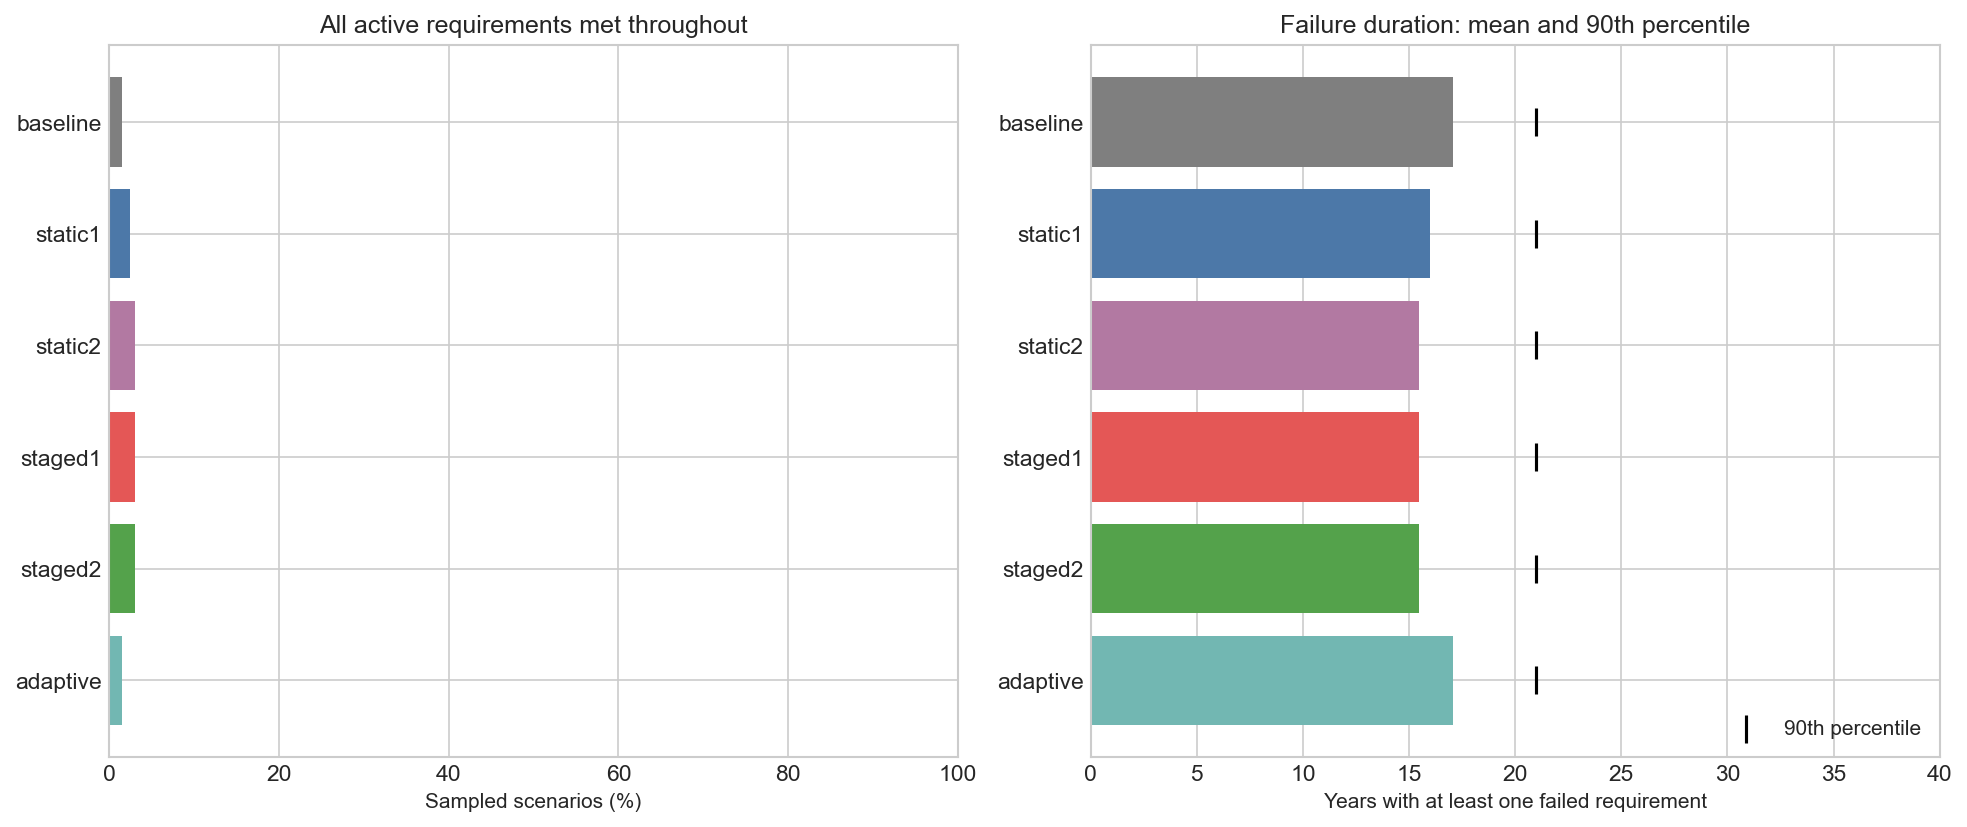 All active requirements met throughout
baseline
static1
static2
staged1
staged2
adaptive
0 20 40 60 80 100
Sampled scenarios (%)
Failure duration: mean and 90th percentile
baseline
static1
static2
staged1
staged2
adaptive
90th percentile
0 5 10 15 20 25 30 35 40
Years with at least one failed requirement